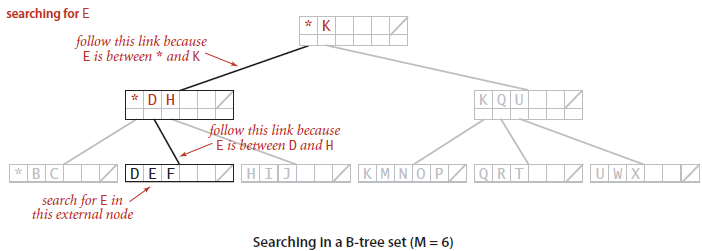 searching for E
* K
follow this link because
E is between * and K
* D H
K Q U
follow this link because
E is between D and H
* B C
D E F
H I J
K M N O P
Q R T
U W X
search for E in
this external node
Searching in a B-tree set (M = 6)